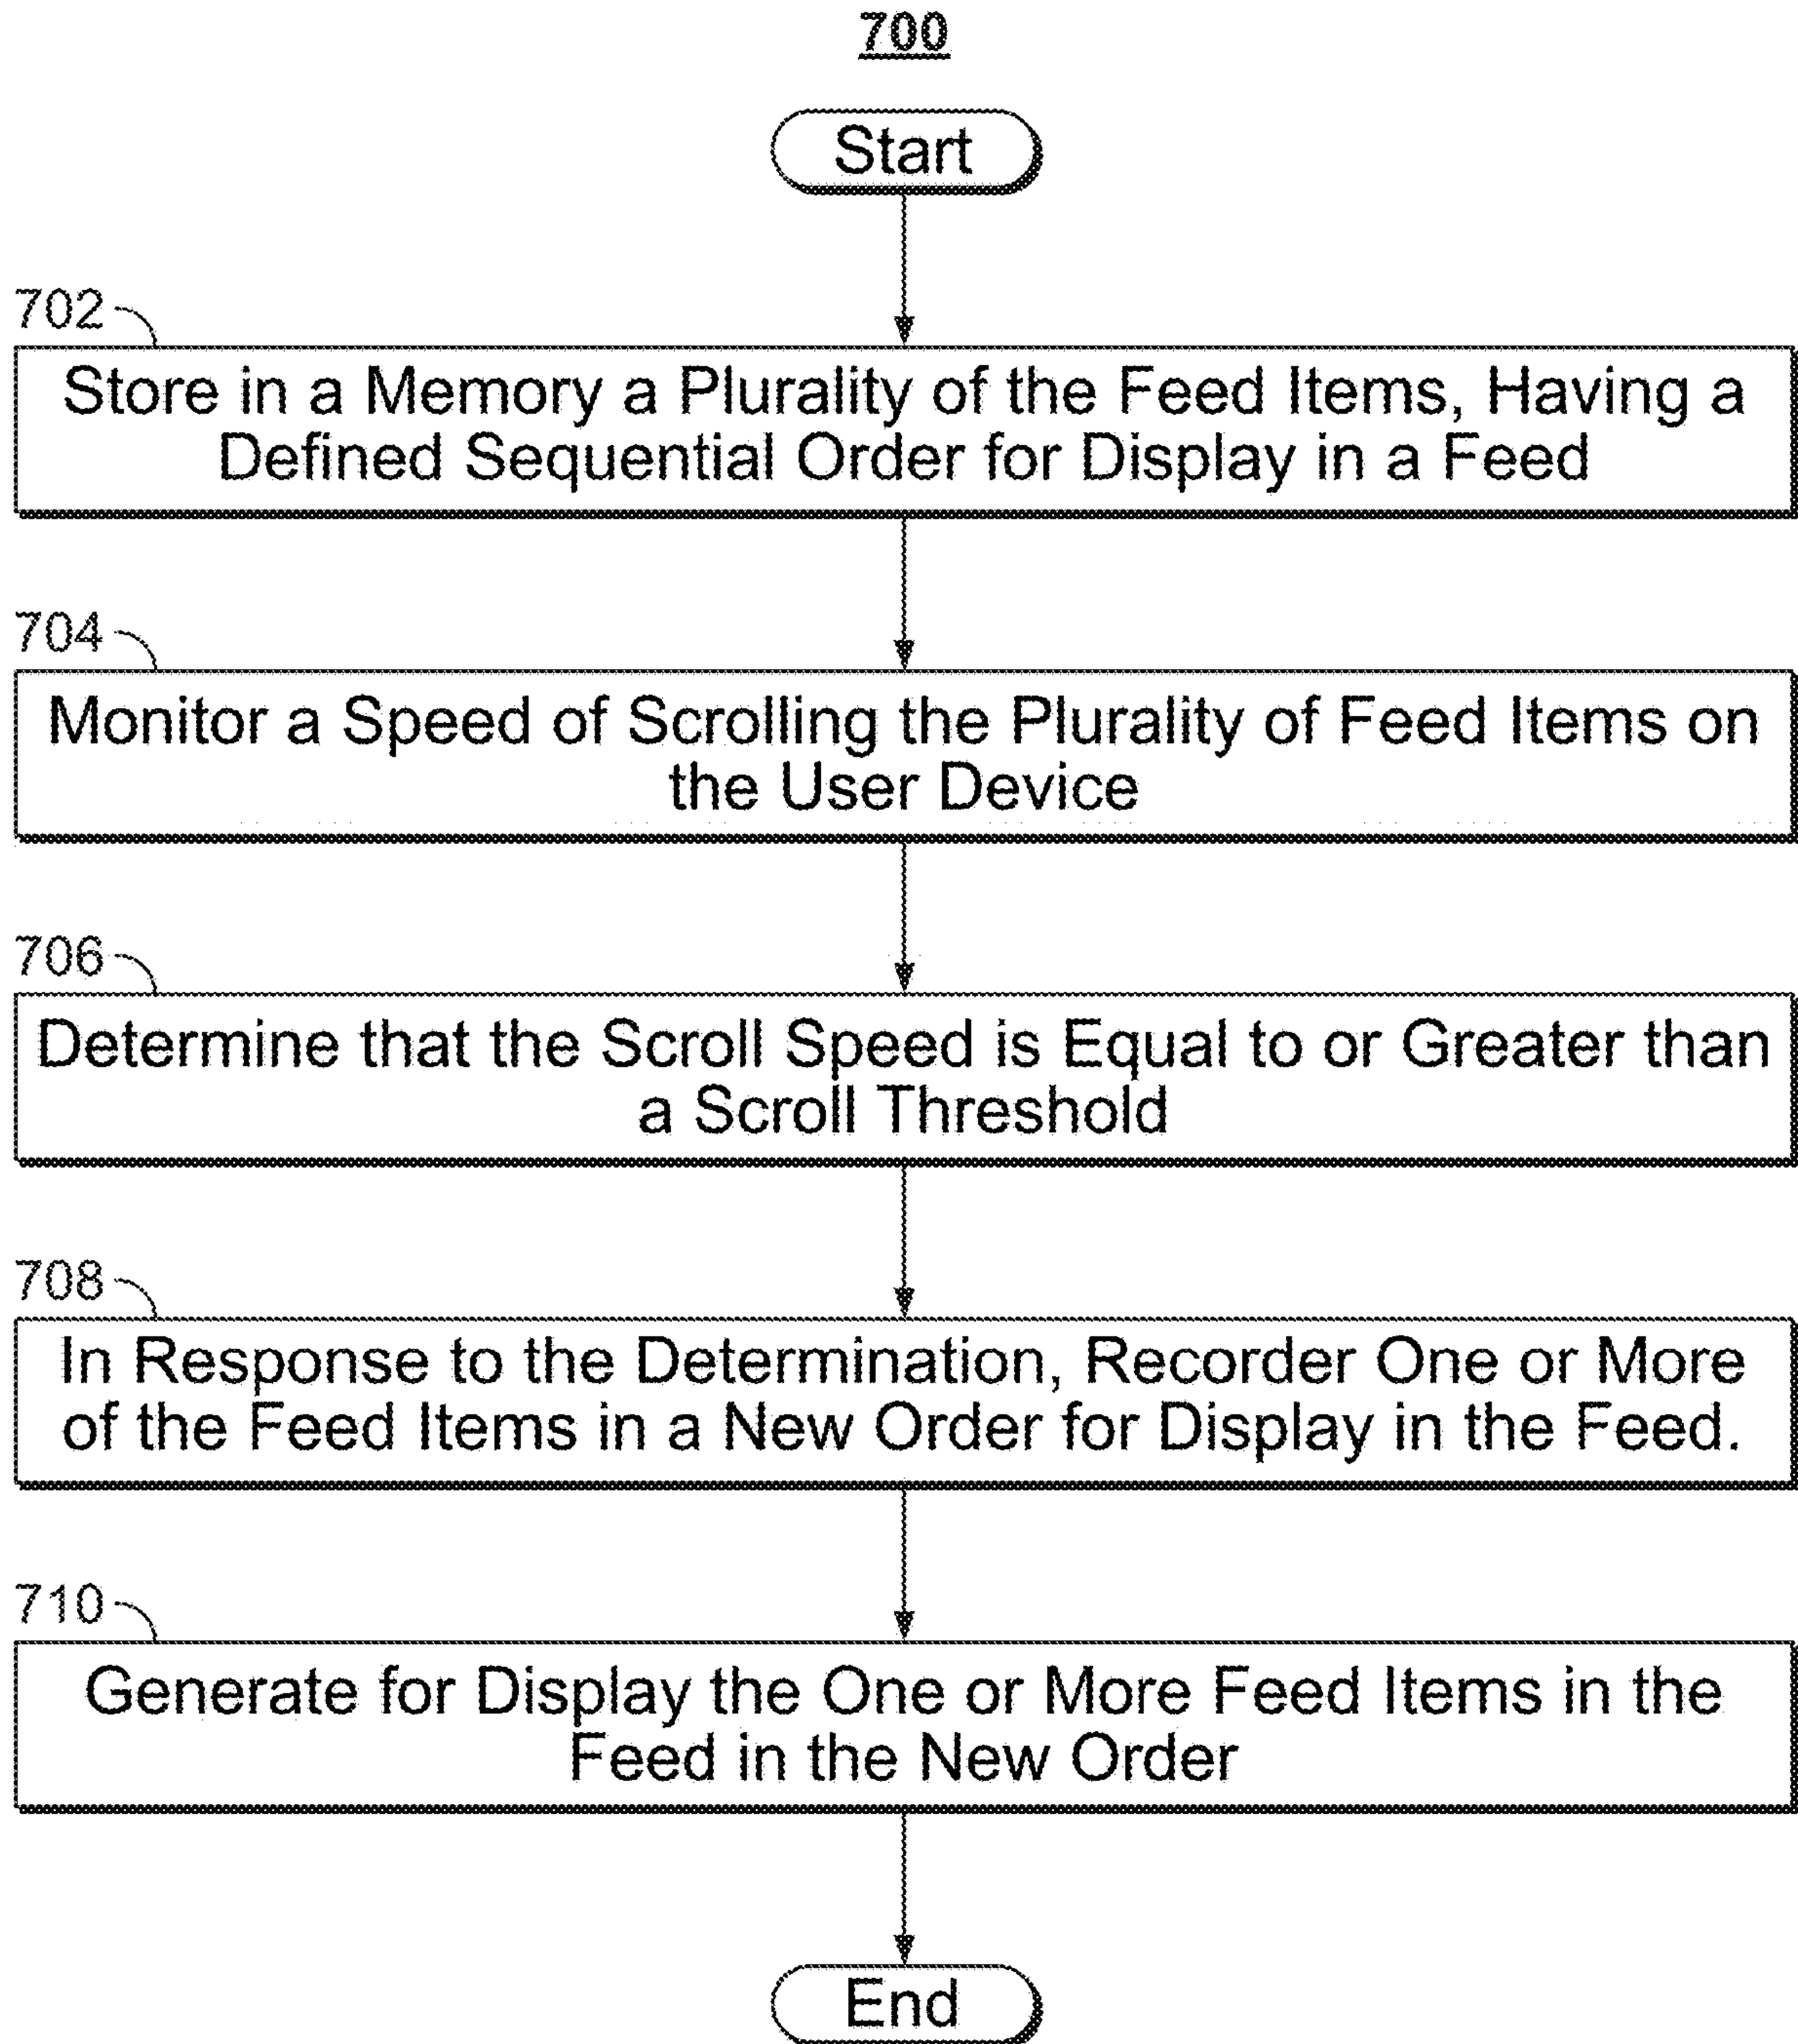 700
Start
702
Store in a Memory a Plurality of the Feed Items, Having a
Defined Sequential Order for Display in a Feed
704
Monitor a Speed of Scrolling the Plurality of Feed Items on
the User Device
706
Determine that the Scroll Speed is Equal to or Greater than
a Scroll Threshold
708
In Response to the Determination, Recorder One or More
of the Feed Items in a New Order for Display in the Feed.
710
Generate for Display the One or More Feed Items in the
Feed in the New Order
End